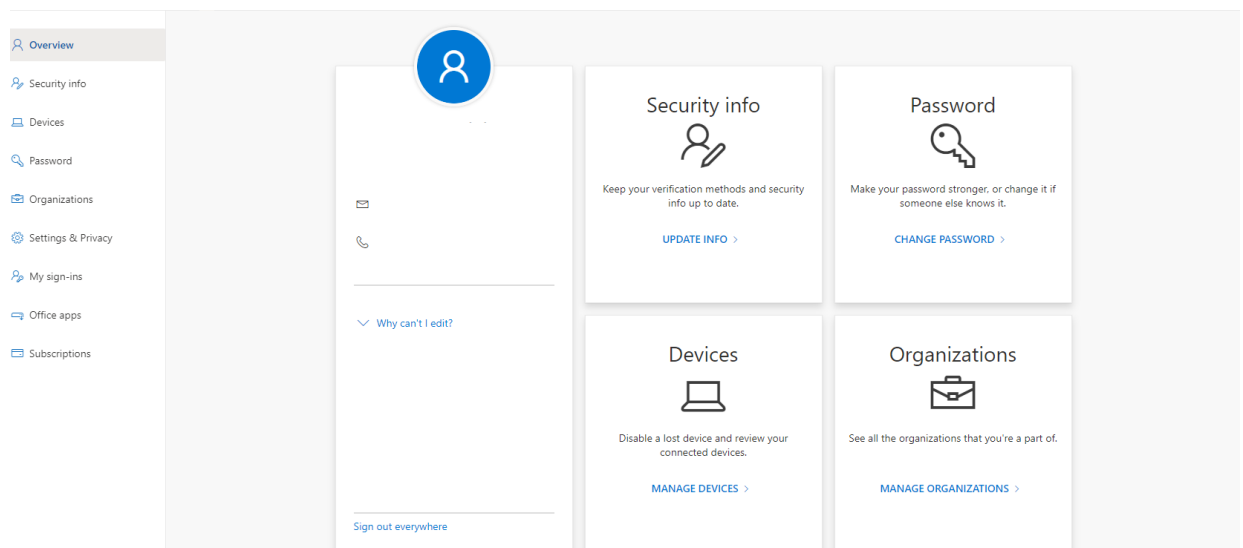 Overview
Security info
Devices
Password
Organizations
Settings & Privacy
My sign-ins
Office apps
Subscriptions
Why can't I edit?
Sign out everywhere
Security info
Keep your verification methods and security
info up to date.
UPDATE INFO
Password
Make your password stronger, or change it if
someone else knows it.
CHANGE PASSWORD
Devices
Disable a lost device and review your
connected devices.
MANAGE DEVICES
Organizations
See all the organizations that you're a part of.
MANAGE ORGANIZATIONS